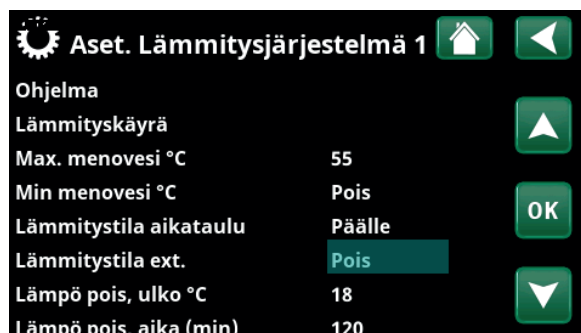 Aset. Lämmitysjärjestelmä 1
Ohjelma
Lämmityskäyrä
Max. menovesi °C 55
Min menovesi °C Pois
Lämmitystila aikataulu Päälle
OK
Lämmitystila ext. Pois
Lämpö pois, ulko °C 18
Lämpö pois, aika (min) 120